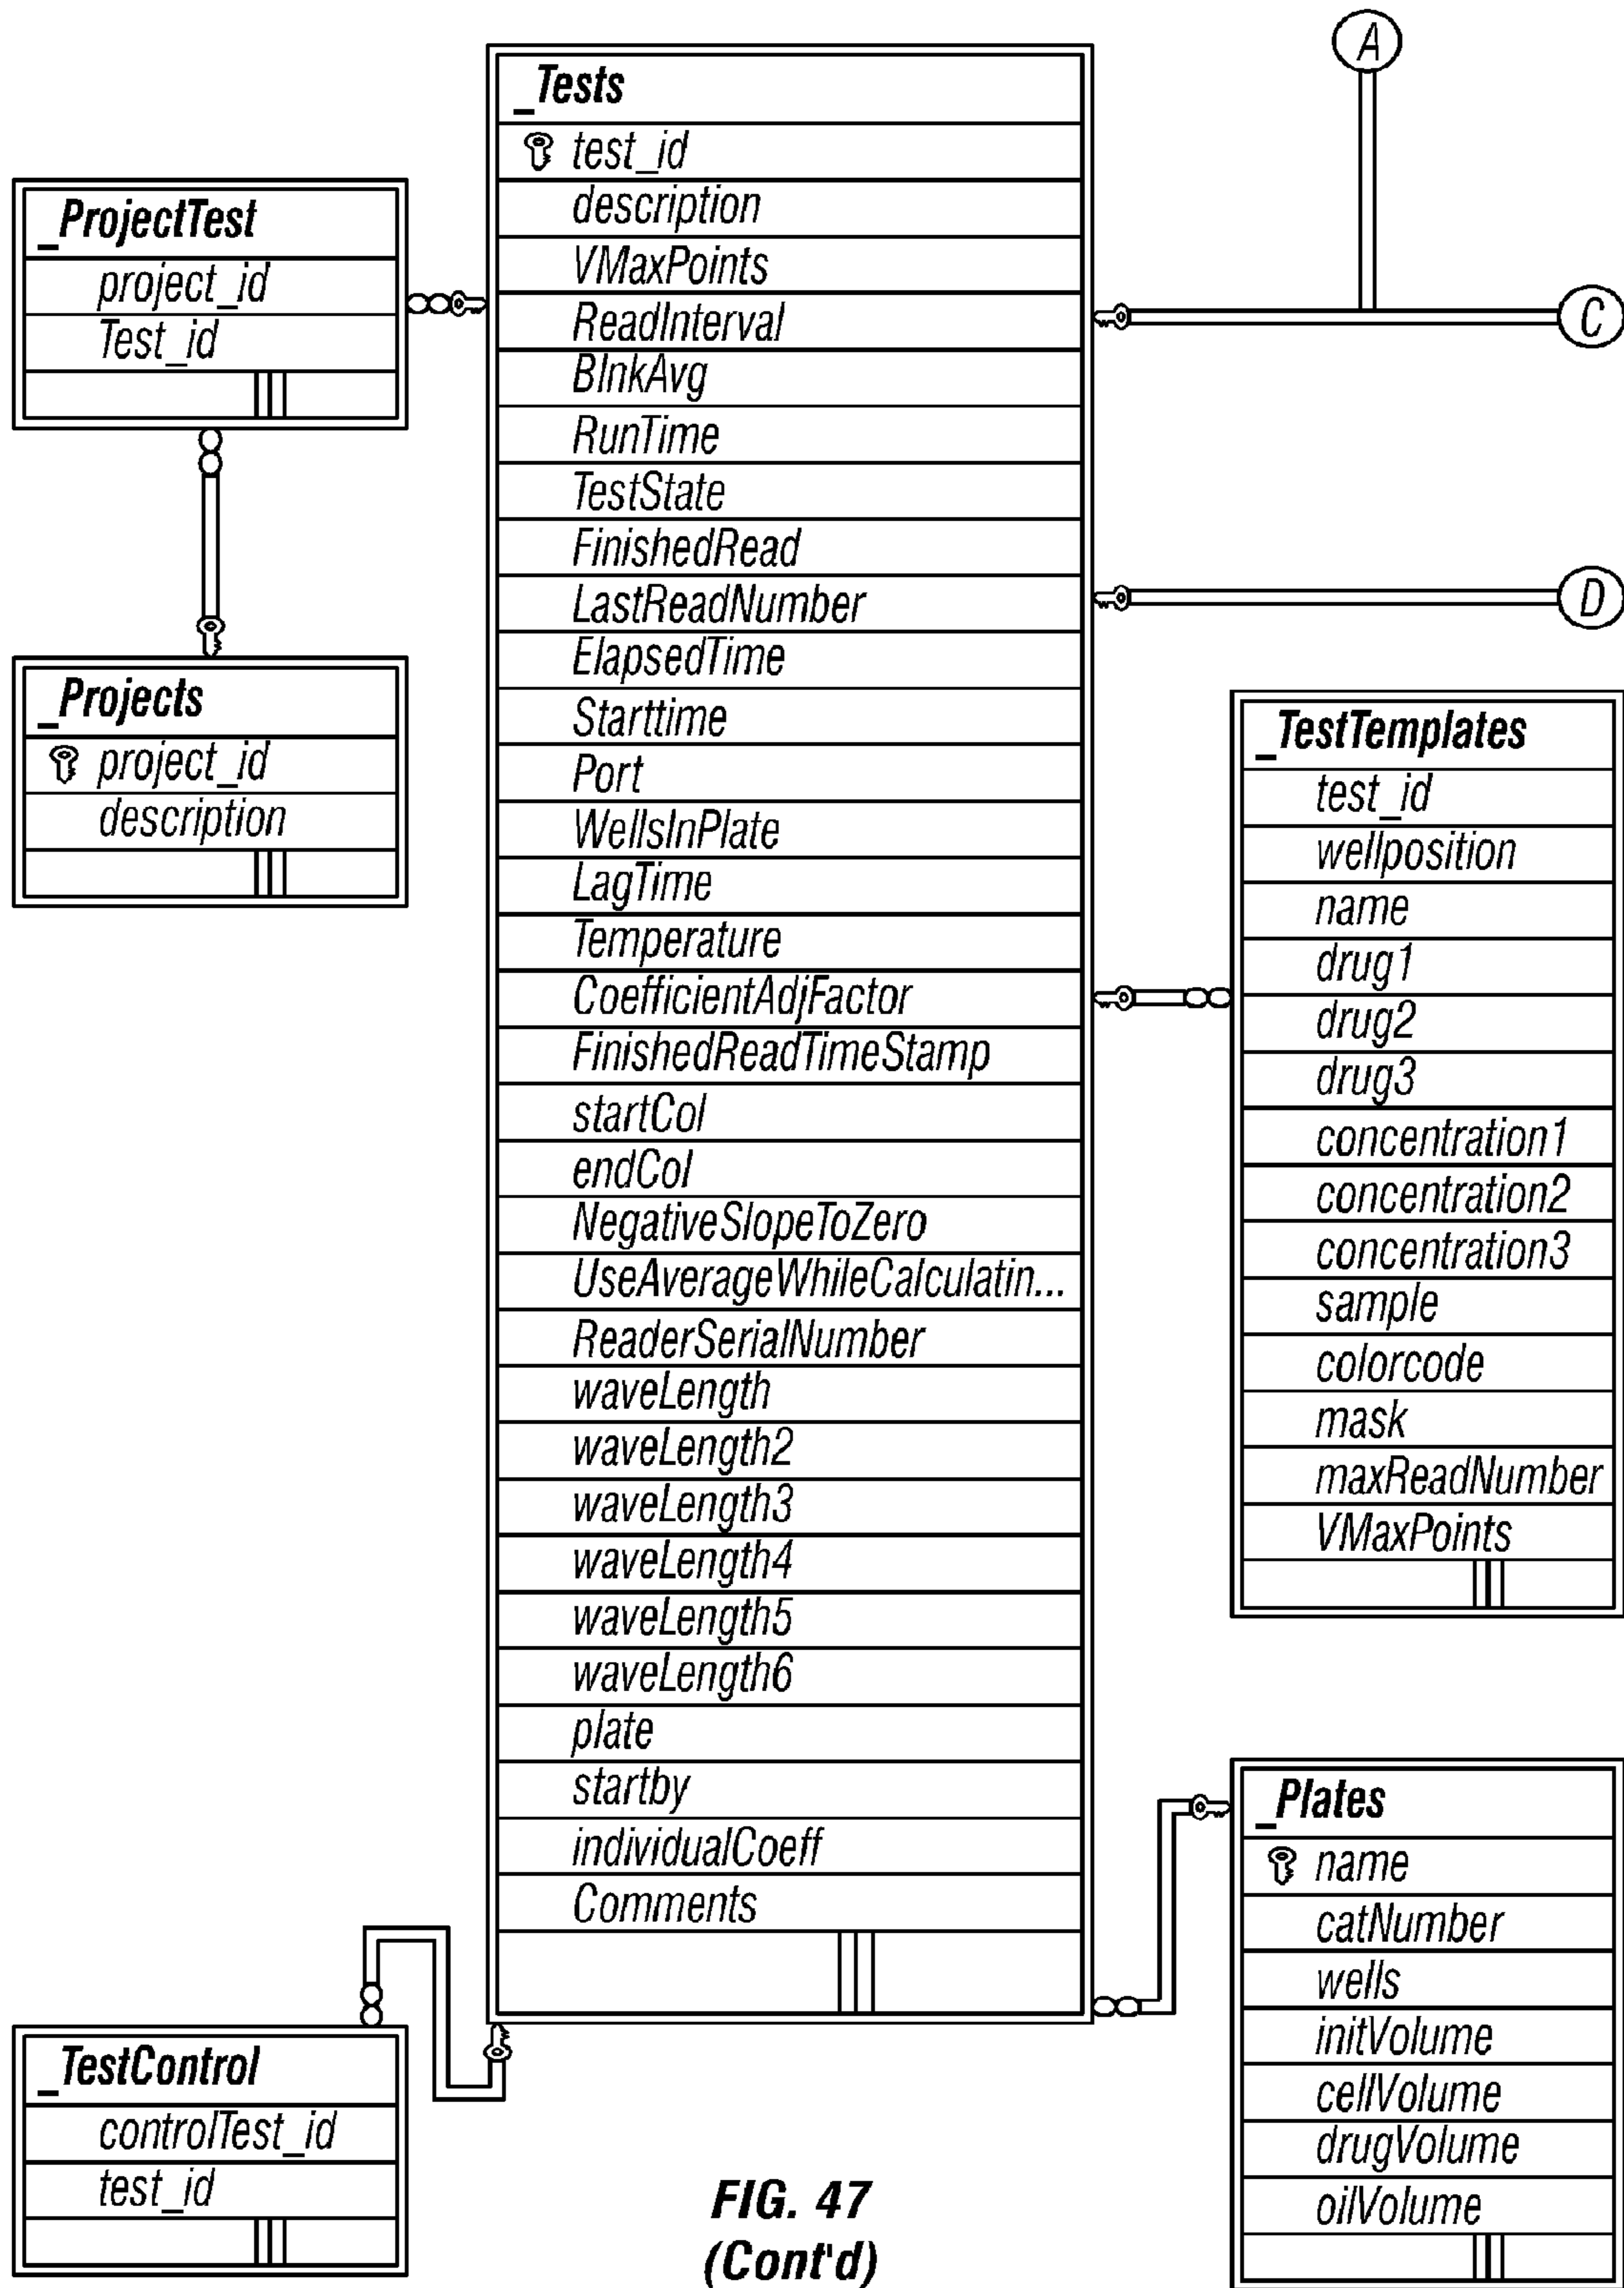 A
_Tests
test_id
description
VMaxPoints
ReadInterval
BlnkAvg
RunTime
TestState
FinishedRead
LastReadNumber
ElapsedTime
Starttime
Port
WellsInPlate
LagTime
Temperature
CoefficientAdjFactor
FinishedReadTimeStamp
startCol
endCol
NegativeSlopeToZero
UseAverageWhileCalculatin...
ReaderSerialNumber
waveLength
waveLength2
waveLength3
waveLength4
waveLength5
waveLength6
plate
startby
individualCoeff
Comments
_ProjectTest
project_id
Test_id
_Projects
project_id
description
C
D
_TestTemplates
test_id
wellposition
name
drug1
drug2
drug3
concentration1
concentration2
concentration3
sample
colorcode
mask
maxReadNumber
VMaxPoints
_Plates
name
catNumber
wells
initVolume
cellVolume
drugVolume
oilVolume
_TestControl
controlTest_id
test_id
FIG. 47
(Cont'd)